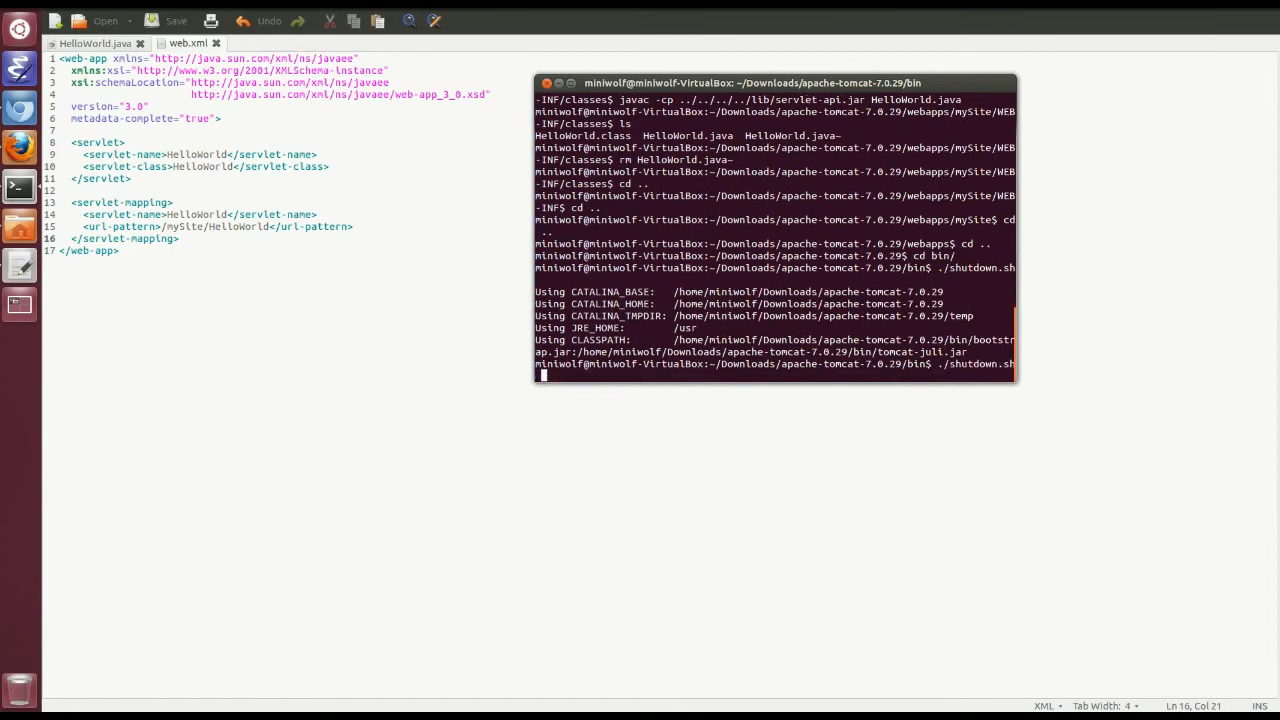 Open
Save
Undo
HelloWorld.java
web.xml
1 <web-app xmlns="http://java.sun.com/xml/ns/javaee"
2 xmlns:xsi="http://www.w3.org/2001/XMLSchema-instance"
3 xsi:schemaLocation="http://java.sun.com/xml/ns/javaee
4 http://java.sun.com/xml/ns/javaee/web-app_3_0.xsd"
5 version="3.0"
6 metadata-complete="true">
7
8 <servlet>
9 <servlet-name>HelloWorld</servlet-name>
10 <servlet-class>HelloWorld</servlet-class>
11 </servlet>
12
13 <servlet-mapping>
14 <servlet-name>HelloWorld</servlet-name>
15 <url-pattern>/mySite/HelloWorld</url-pattern>
16 </servlet-mapping>
17 </web-app>
miniwolf@miniwolf-VirtualBox: ~/Downloads/apache-tomcat-7.0.29/bin
-INF/classes$ javac -cp ../../../../lib/servlet-api.jar HelloWorld.java
miniwolf@miniwolf-VirtualBox:~/Downloads/apache-tomcat-7.0.29/webapps/mySite/WEB
-INF/classes$ ls
HelloWorld.class HelloWorld.java HelloWorld.java~
miniwolf@miniwolf-VirtualBox:~/Downloads/apache-tomcat-7.0.29/webapps/mySite/WEB
-INF/classes$ rm HelloWorld.java~
miniwolf@miniwolf-VirtualBox:~/Downloads/apache-tomcat-7.0.29/webapps/mySite/WEB
-INF/classes$ cd ..
miniwolf@miniwolf-VirtualBox:~/Downloads/apache-tomcat-7.0.29/webapps/mySite/WEB
-INF$ cd ..
miniwolf@miniwolf-VirtualBox:~/Downloads/apache-tomcat-7.0.29/webapps/mySite$ cd
..
miniwolf@miniwolf-VirtualBox:~/Downloads/apache-tomcat-7.0.29/webapps$ cd ..
miniwolf@miniwolf-VirtualBox:~/Downloads/apache-tomcat-7.0.29$ cd bin/
miniwolf@miniwolf-VirtualBox:~/Downloads/apache-tomcat-7.0.29/bin$ ./shutdown.sh
Using CATALINA_BASE: /home/miniwolf/Downloads/apache-tomcat-7.0.29
Using CATALINA_HOME: /home/miniwolf/Downloads/apache-tomcat-7.0.29
Using CATALINA_TMPDIR: /home/miniwolf/Downloads/apache-tomcat-7.0.29/temp
Using JRE_HOME: /usr
Using CLASSPATH: /home/miniwolf/Downloads/apache-tomcat-7.0.29/bin/bootstr
ap.jar:/home/miniwolf/Downloads/apache-tomcat-7.0.29/bin/tomcat-juli.jar
miniwolf@miniwolf-VirtualBox:~/Downloads/apache-tomcat-7.0.29/bin$ ./shutdown.sh
XML
Tab Width: 4
Ln 16, Col 21
INS